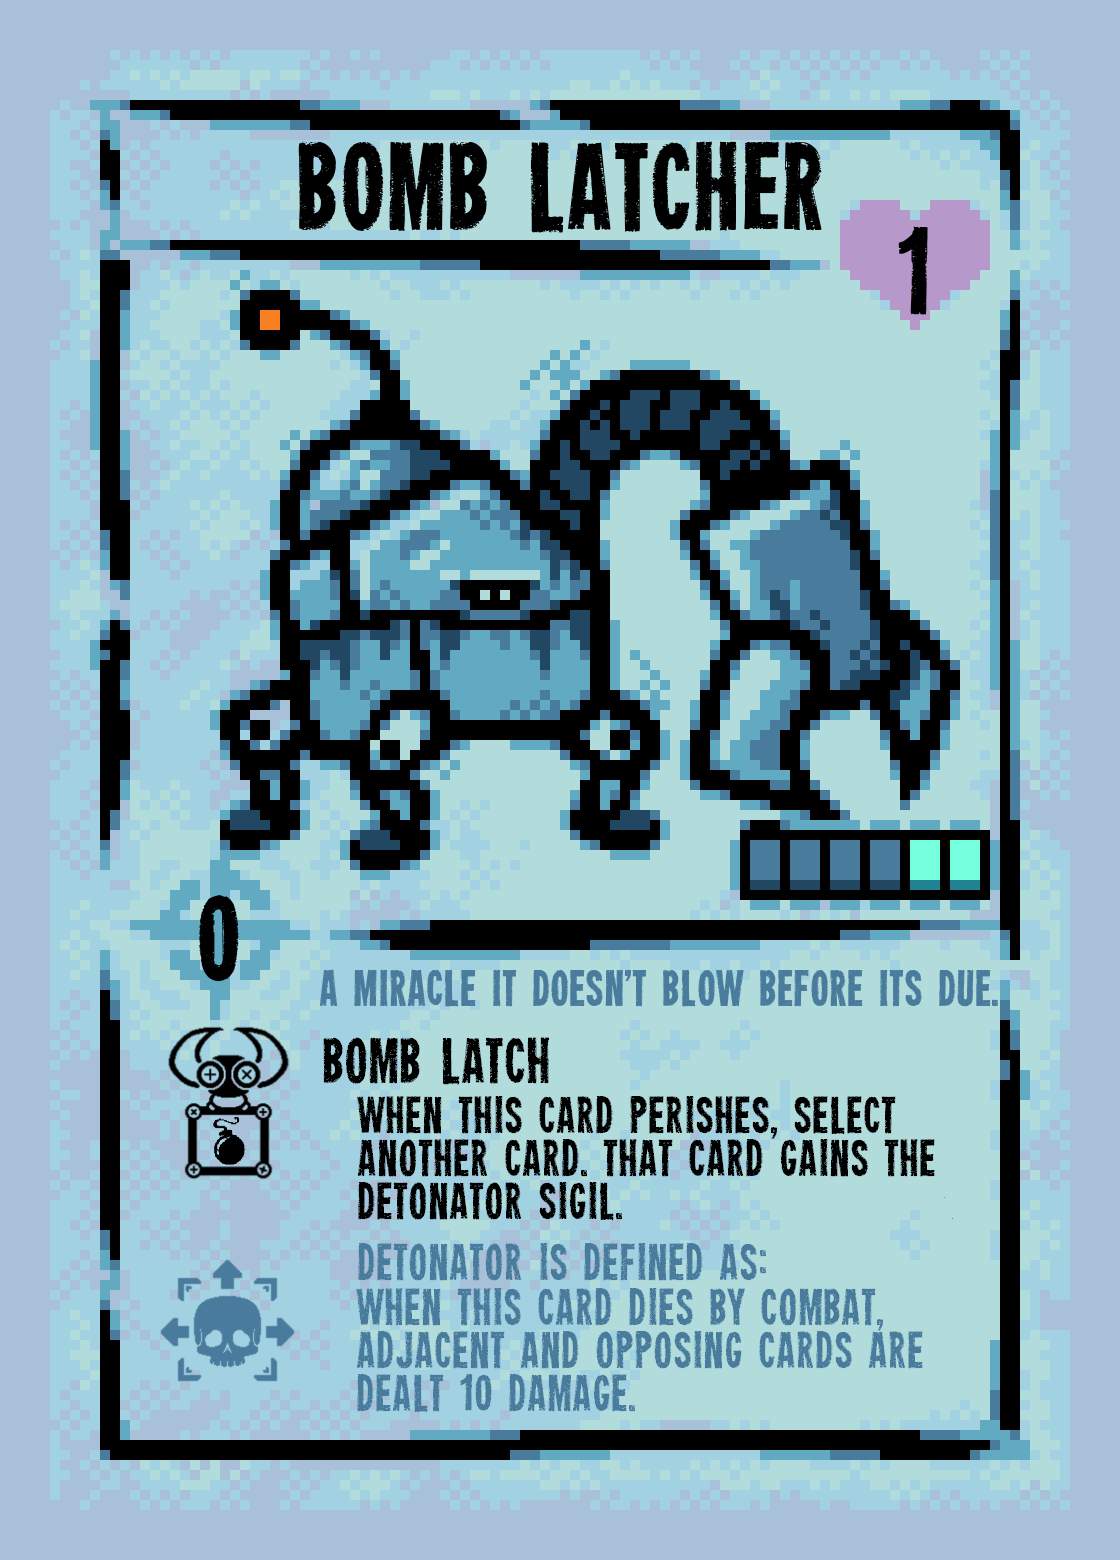 BOMB LATCHER
1
0
A MIRACLE IT DOESN'T BLOW BEFORE ITS DUE.
BOMB LATCH
WHEN THIS CARD PERISHES, SELECT
ANOTHER CARD. THAT CARD GAINS THE
DETONATOR SIGIL.
DETONATOR IS DEFINED AS:
WHEN THIS CARD DIES BY COMBAT,
ADJACENT AND OPPOSING CARDS ARE
DEALT 10 DAMAGE.